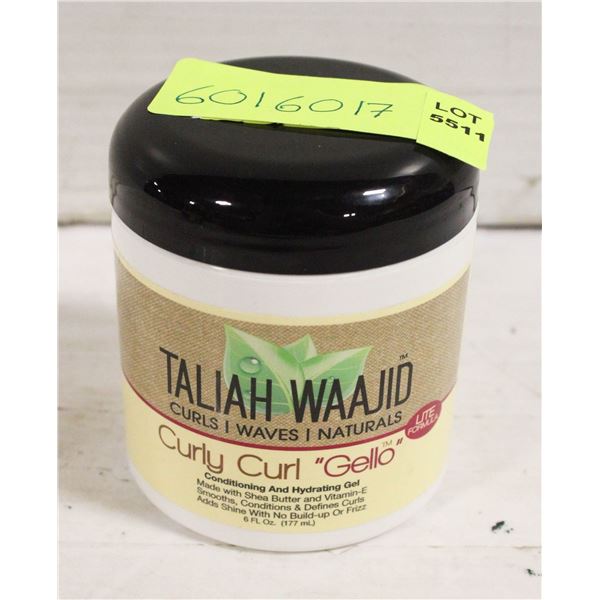 6016017
LOT
5511
TALIAH WAAJID™
CURLS | WAVES | NATURALS
LITE
FORMULA
Curly Curl "Gello"™
Conditioning And Hydrating Gel
Made with Shea Butter and Vitamin-E
Smooths, Conditions & Defines Curls
Adds Shine With No Build-up Or Frizz
6 FL Oz. (177 mL)